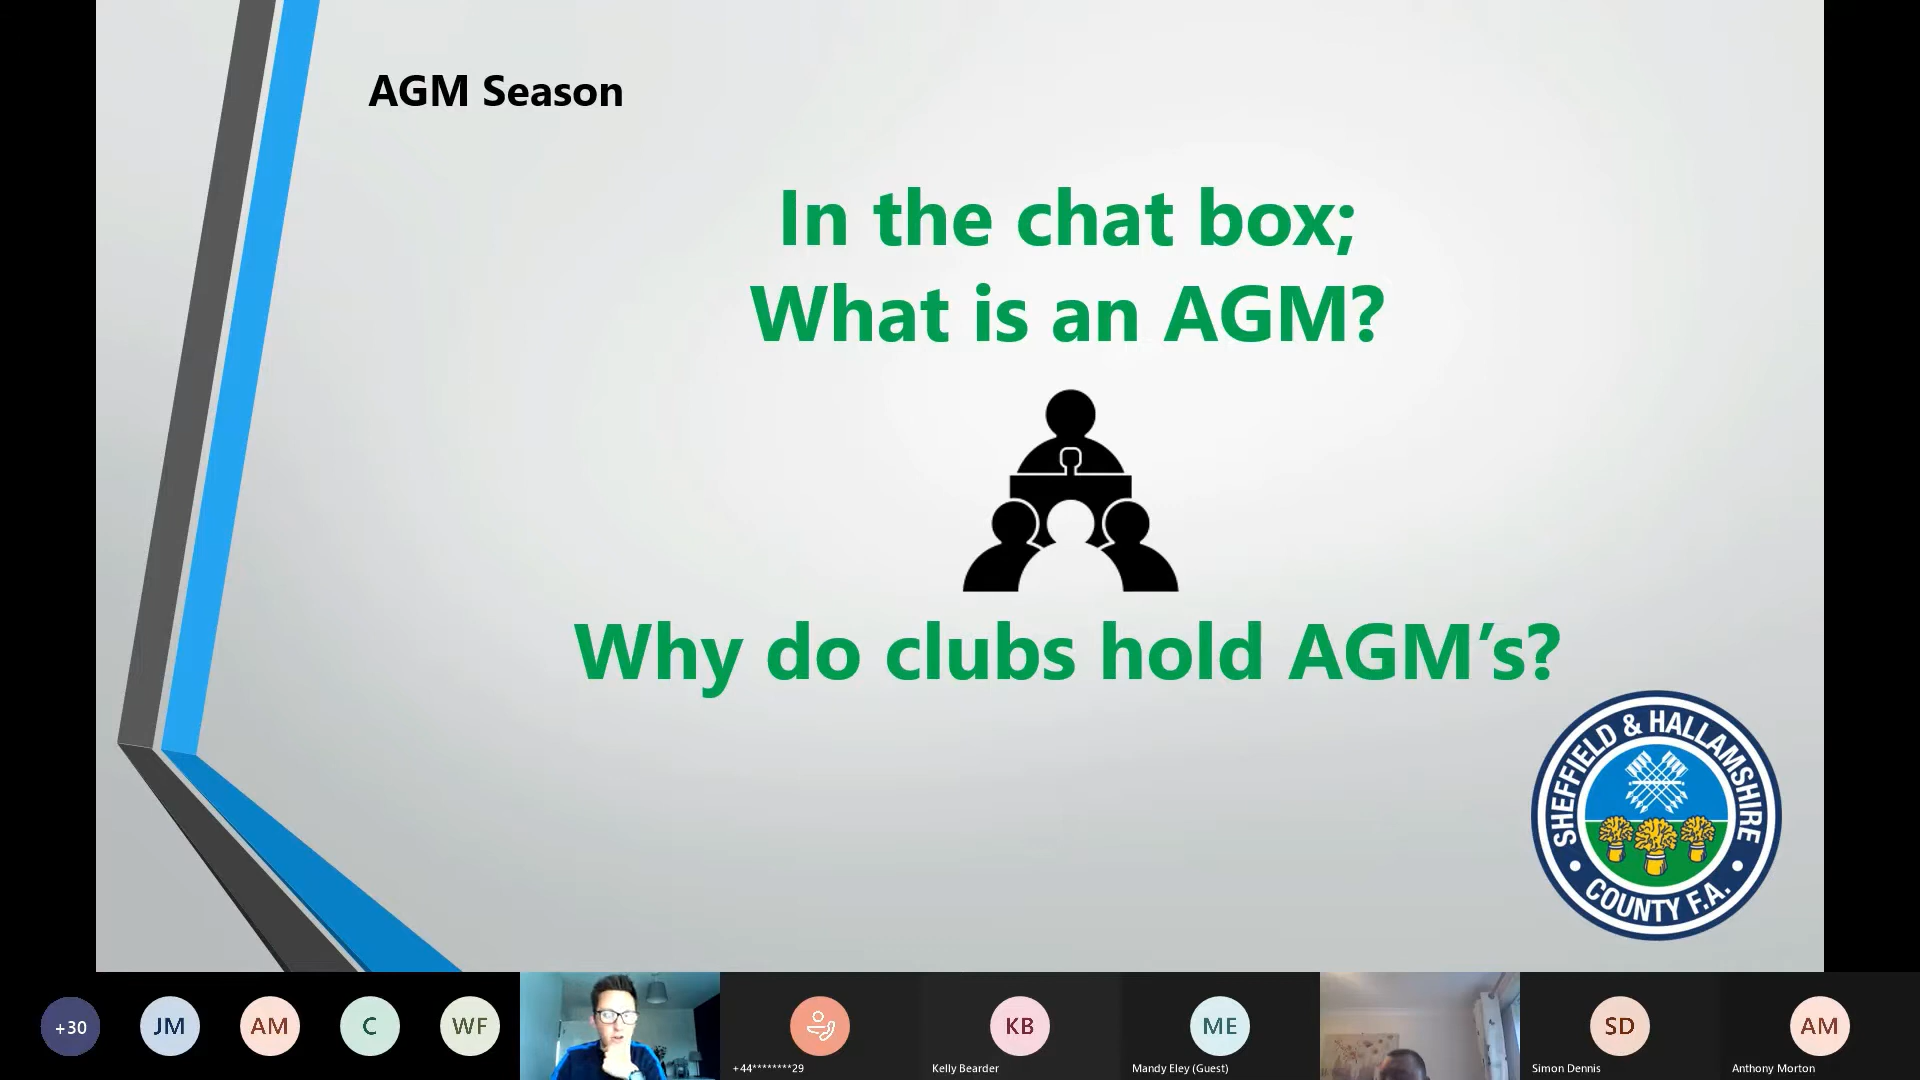 AGM Season
In the chat box;
What is an AGM?
Why do clubs hold AGM’s?
SHEFFIELD & HALLAMSHIRE
COUNTY F.A.
+30
JM
AM
C
WF
KB
ME
SD
AM
+44********29
Kelly Bearder
Mandy Eley (Guest)
Simon Dennis
Anthony Morton